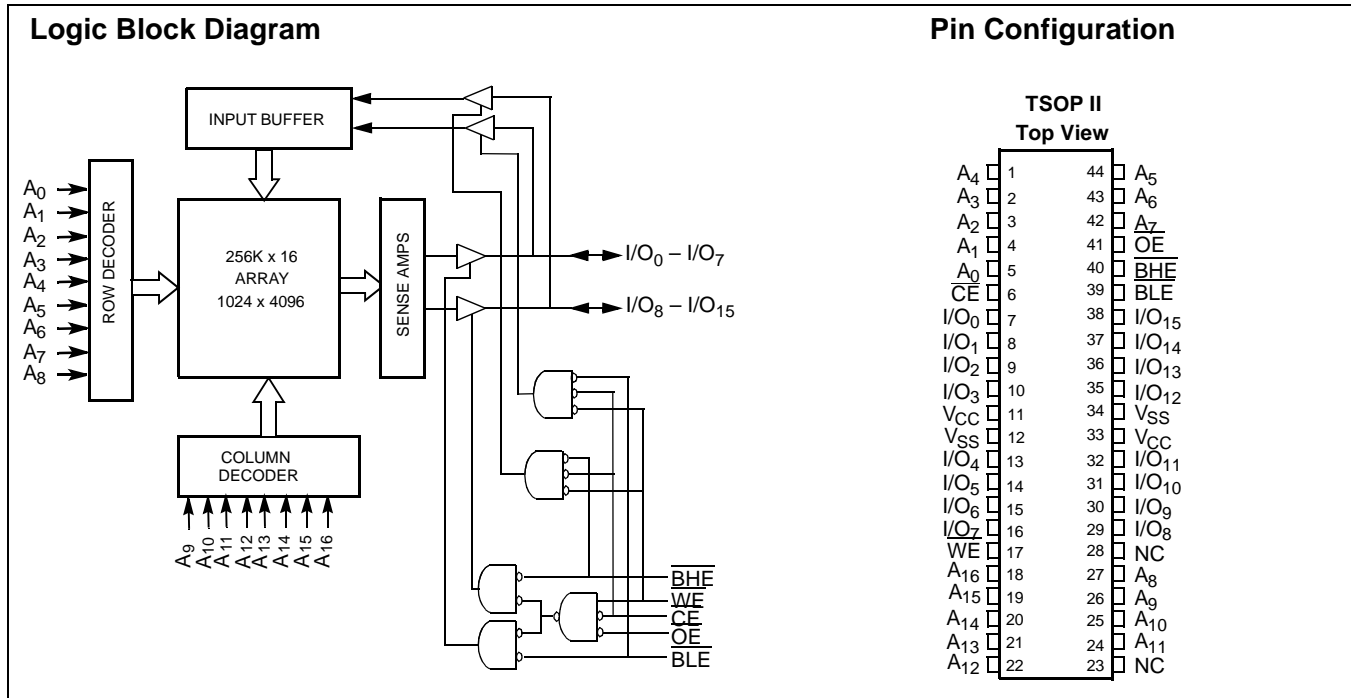 Logic Block Diagram
INPUT BUFFER
A0
A1
A2
A3
A4
A5
A6
A7
A8
ROW DECODER
256K x 16
ARRAY
1024 x 4096
SENSE AMPS
I/O0 – I/O7
I/O8 – I/O15
COLUMN
DECODER
A9
A10
A11
A12
A13
A14
A15
A16
BHE
WE
CE
OE
BLE
Pin Configuration
TSOP II
Top View
A4 1 44 A5
A3 2 43 A6
A2 3 42 A7
A1 4 41 OE
A0 5 40 BHE
CE 6 39 BLE
I/O0 7 38 I/O15
I/O1 8 37 I/O14
I/O2 9 36 I/O13
I/O3 10 35 I/O12
VCC 11 34 VSS
VSS 12 33 VCC
I/O4 13 32 I/O11
I/O5 14 31 I/O10
I/O6 15 30 I/O9
I/O7 16 29 I/O8
WE 17 28 NC
A16 18 27 A8
A15 19 26 A9
A14 20 25 A10
A13 21 24 A11
A12 22 23 NC